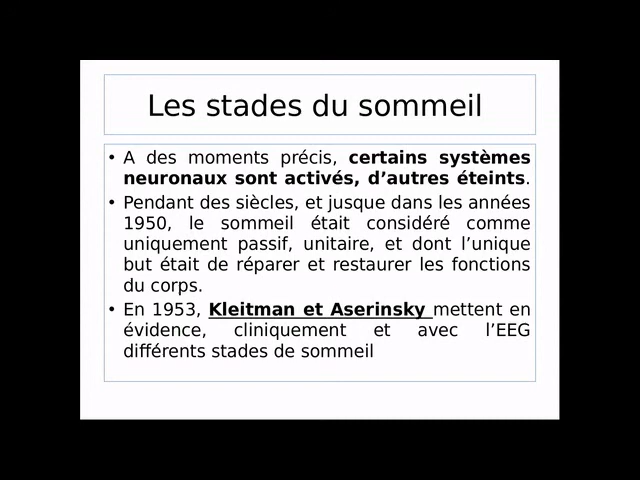 Les stades du sommeil
• A des moments précis, certains systèmes
neuronaux sont activés, d’autres éteints.
• Pendant des siècles, et jusque dans les années
1950, le sommeil était considéré comme
uniquement passif, unitaire, et dont l’unique
but était de réparer et restaurer les fonctions
du corps.
• En 1953, Kleitman et Aserinsky mettent en
évidence, cliniquement et avec l’EEG
différents stades de sommeil